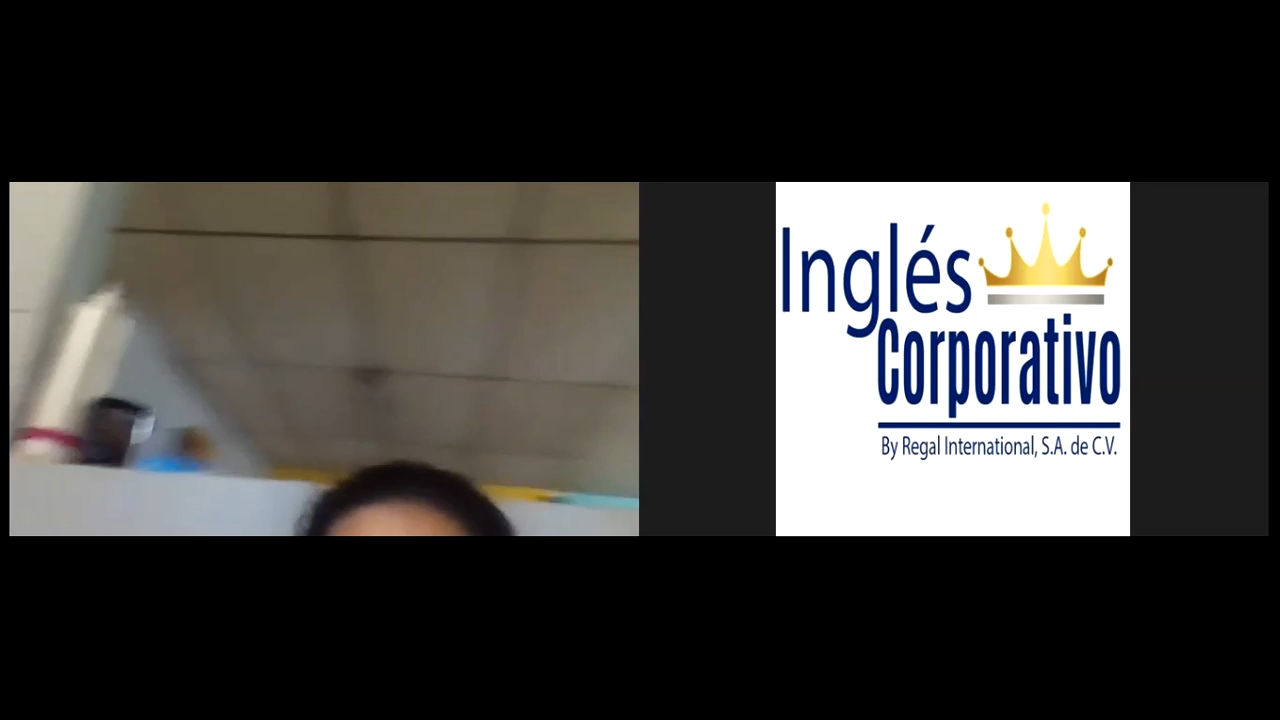 Inglés
Corporativo
By Regal International, S.A. de C.V.